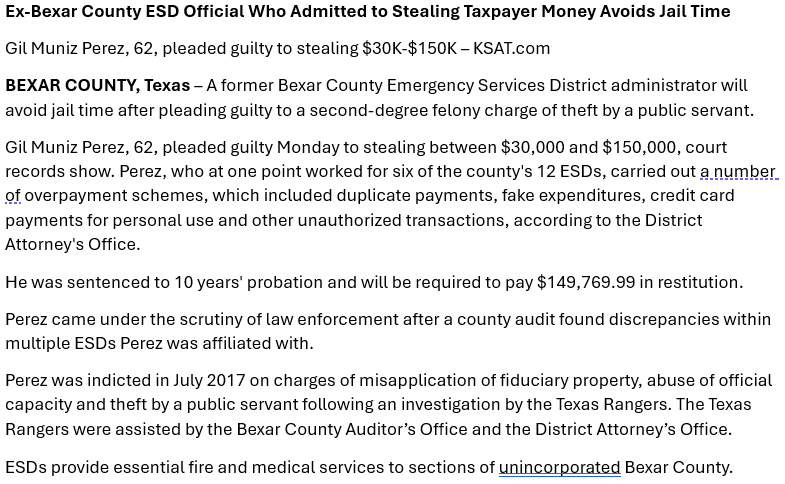 Ex-Bexar County ESD Official Who Admitted to Stealing Taxpayer Money Avoids Jail Time
Gil Muniz Perez, 62, pleaded guilty to stealing $30K-$150K – KSAT.com
BEXAR COUNTY, Texas – A former Bexar County Emergency Services District administrator will
avoid jail time after pleading guilty to a second-degree felony charge of theft by a public servant.
Gil Muniz Perez, 62, pleaded guilty Monday to stealing between $30,000 and $150,000, court
records show. Perez, who at one point worked for six of the county's 12 ESDs, carried out a number
of overpayment schemes, which included duplicate payments, fake expenditures, credit card
payments for personal use and other unauthorized transactions, according to the District
Attorney's Office.
He was sentenced to 10 years' probation and will be required to pay $149,769.99 in restitution.
Perez came under the scrutiny of law enforcement after a county audit found discrepancies within
multiple ESDs Perez was affiliated with.
Perez was indicted in July 2017 on charges of misapplication of fiduciary property, abuse of official
capacity and theft by a public servant following an investigation by the Texas Rangers. The Texas
Rangers were assisted by the Bexar County Auditor’s Office and the District Attorney’s Office.
ESDs provide essential fire and medical services to sections of unincorporated Bexar County.